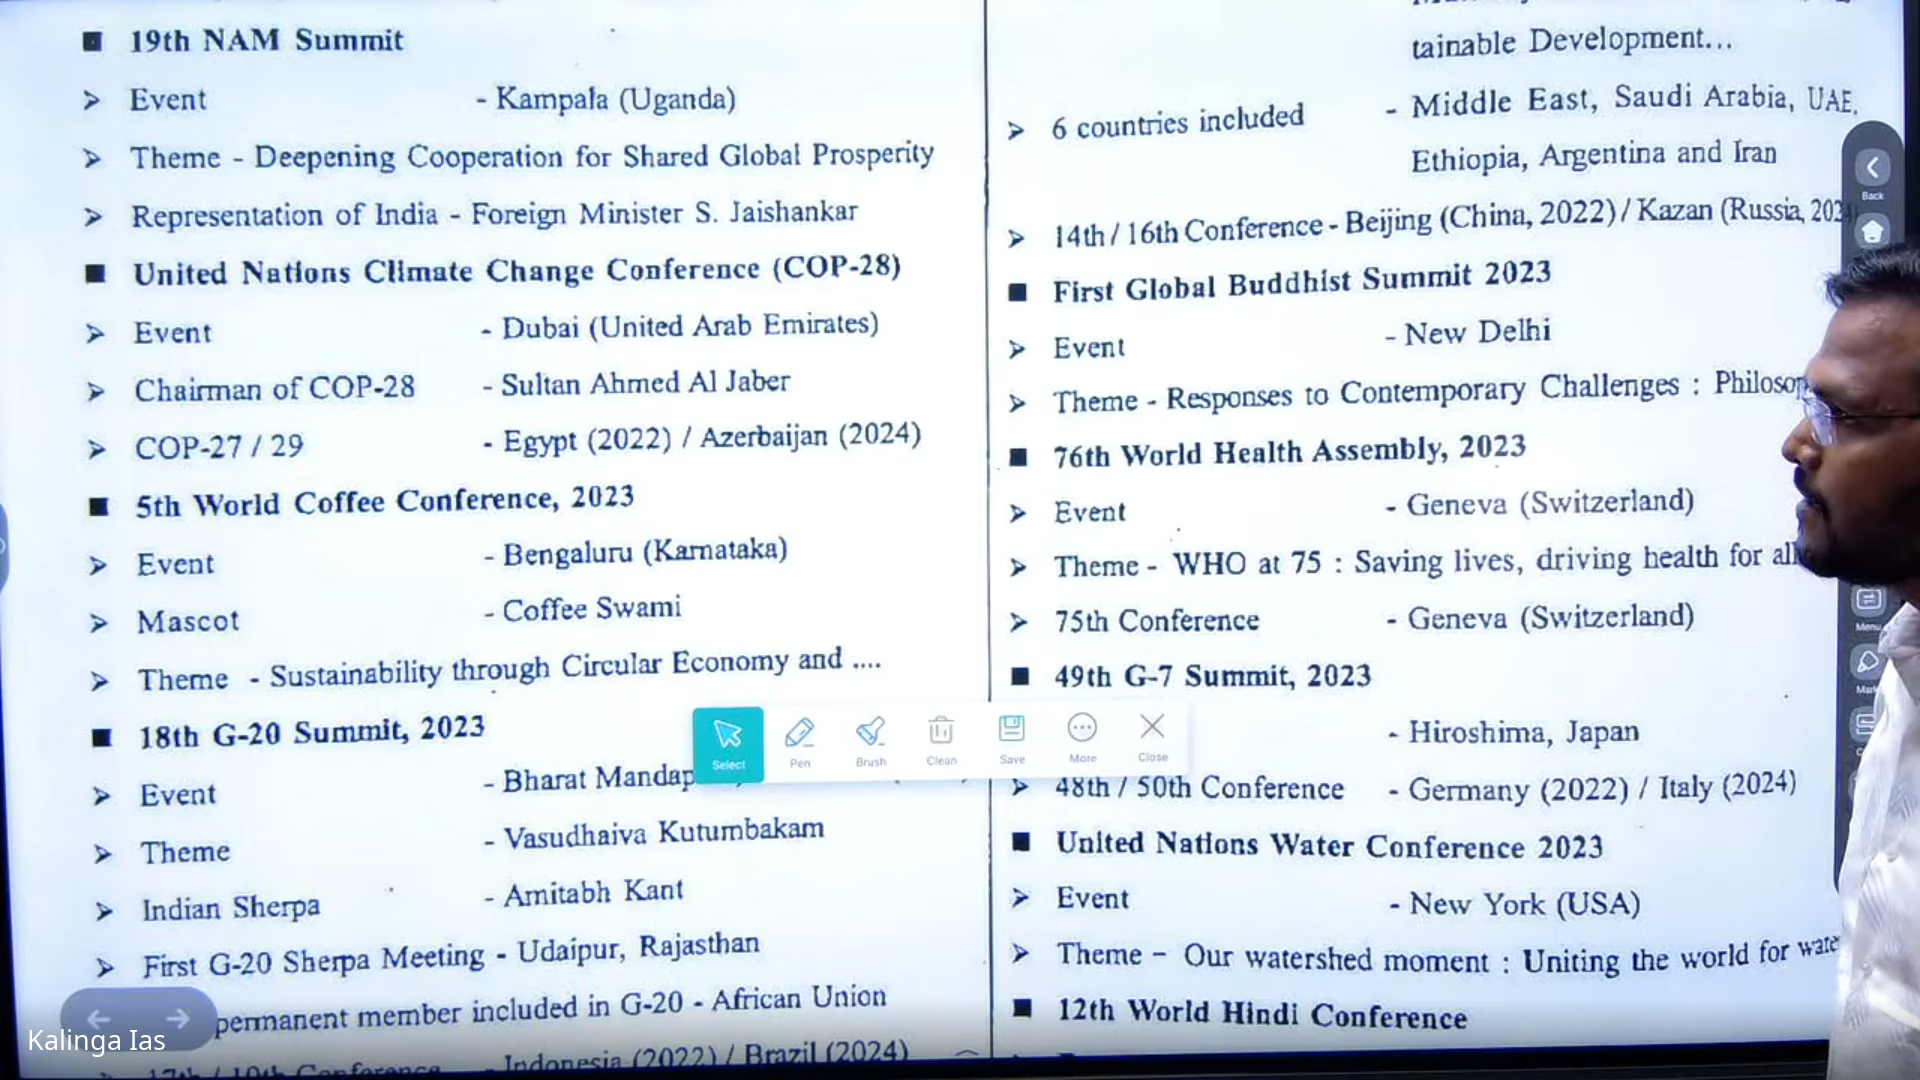 19th NAM Summit
Event - Kampala (Uganda)
Theme - Deepening Cooperation for Shared Global Prosperity
Representation of India - Foreign Minister S. Jaishankar
United Nations Climate Change Conference (COP-28)
Event - Dubai (United Arab Emirates)
Chairman of COP-28 - Sultan Ahmed Al Jaber
COP-27 / 29 - Egypt (2022) / Azerbaijan (2024)
5th World Coffee Conference, 2023
Event - Bengaluru (Karnataka)
Mascot - Coffee Swami
Theme - Sustainability through Circular Economy and ....
18th G-20 Summit, 2023
Event - Bharat
Theme - Vasudhaiva Kutumbakam
Indian Sherpa - Amitabh Kant
First G-20 Sherpa Meeting - Udaipur, Rajasthan
permanent member included in G-20 - African Union
Conference - Indonesia (2022) / Brazil (2024)
tainable Development...
6 countries included - Middle East, Saudi Arabia, UAE,
Ethiopia, Argentina and Iran
14th / 16th Conference - Beijing (China, 2022) / Kazan (Russia,
First Global Buddhist Summit 2023
Event - New Delhi
Theme - Responses to Contemporary Challenges :
76th World Health Assembly, 2023
Event - Geneva (Switzerland)
Theme - WHO at 75 : Saving lives, driving health for all
75th Conference - Geneva (Switzerland)
49th G-7 Summit, 2023
- Hiroshima, Japan
48th / 50th Conference - Germany (2022) / Italy (2024)
United Nations Water Conference 2023
Event - New York (USA)
Theme - Our watershed moment : Uniting the world for
12th World Hindi Conference
Select Pen Brush Clean Save More Close
Back
Menu
Kalinga Ias